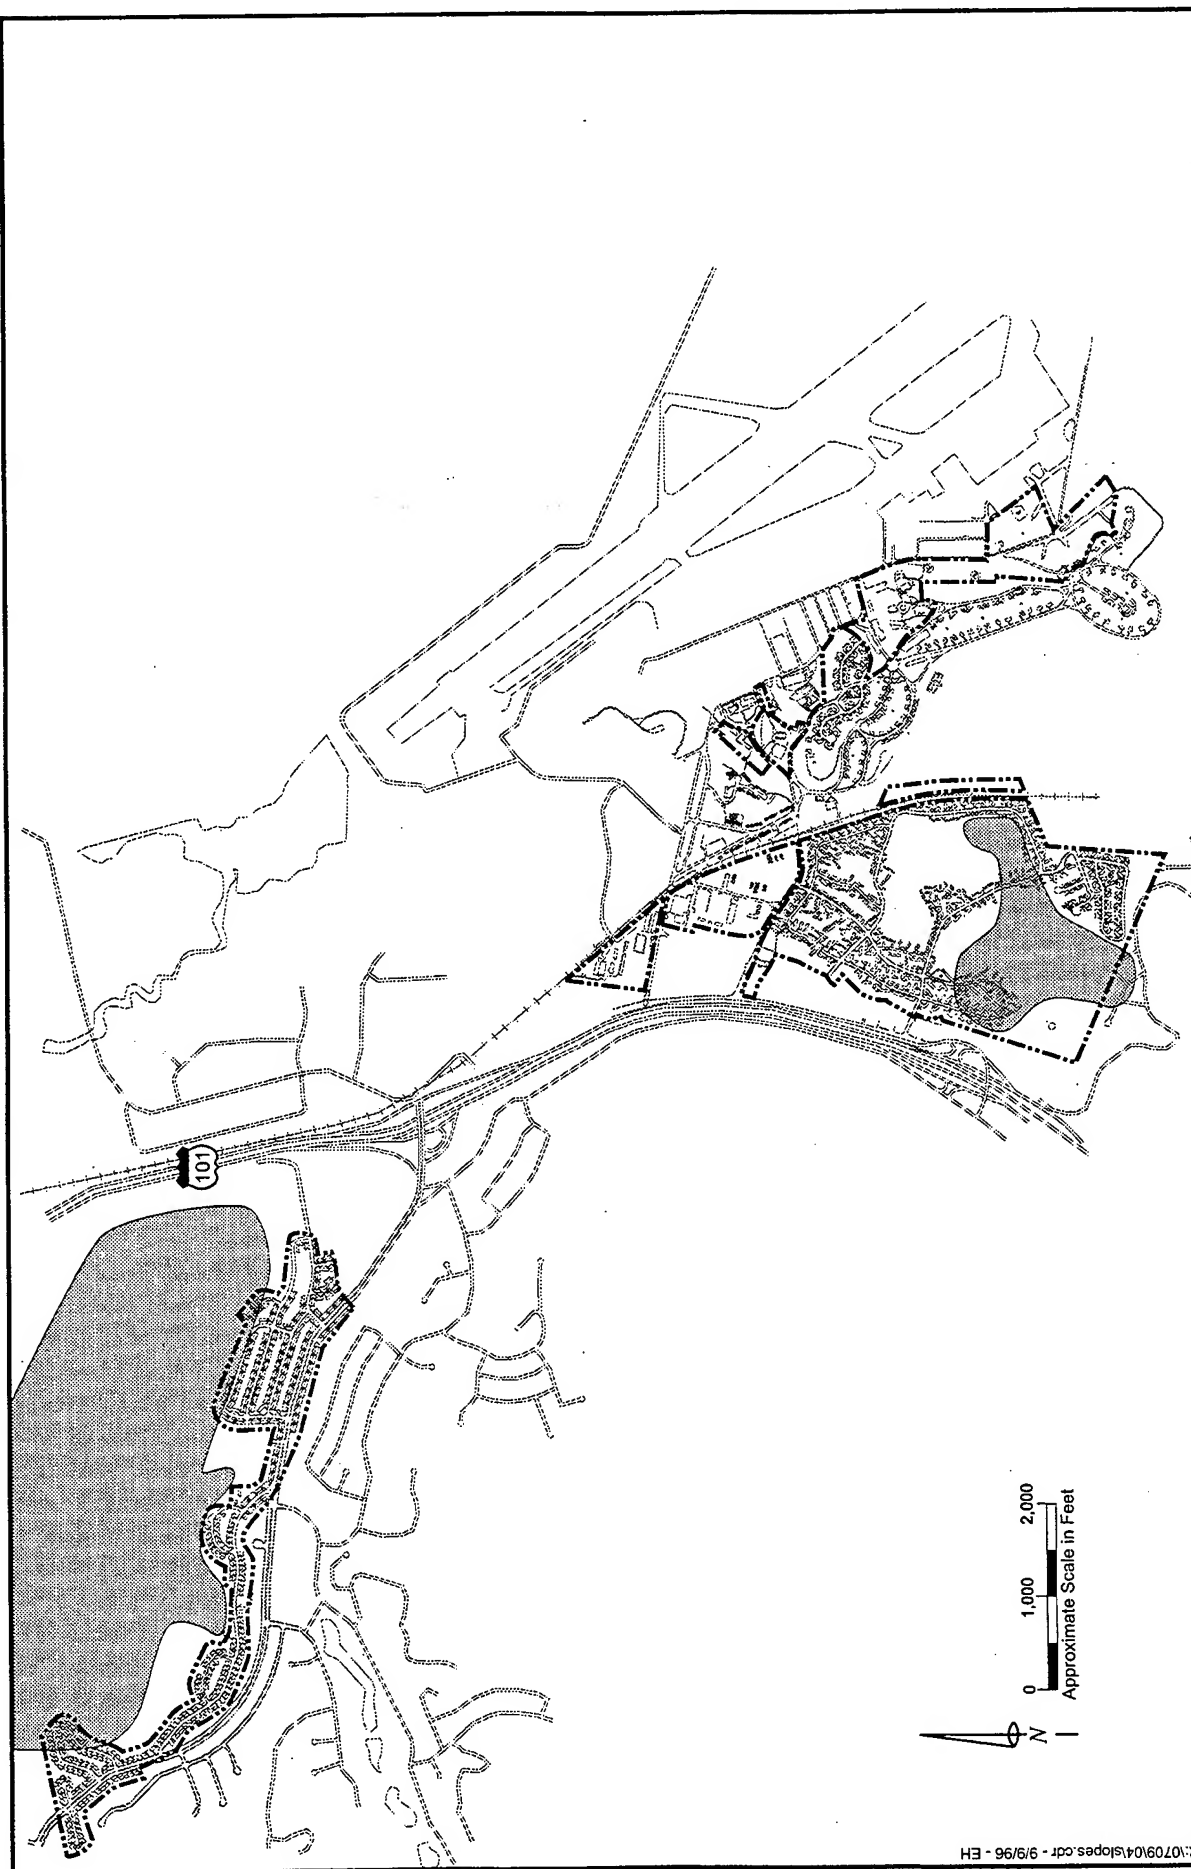 101
0
1,000
2,000
Approximate Scale in Feet
N
:\0709\04\slopes.cdr - 9/9/96 - EH